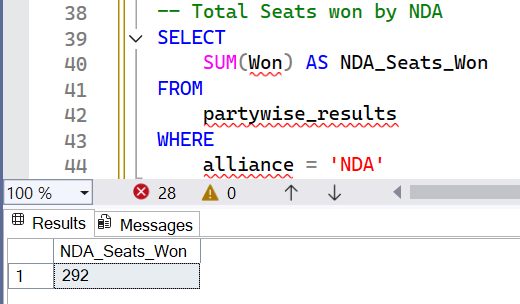 38 -- Total Seats won by NDA
39 SELECT
40 SUM(Won) AS NDA_Seats_Won
41 FROM
42 partywise_results
43 WHERE
44 alliance = 'NDA'
100 % 28 0
Results Messages
NDA_Seats_Won
1 292